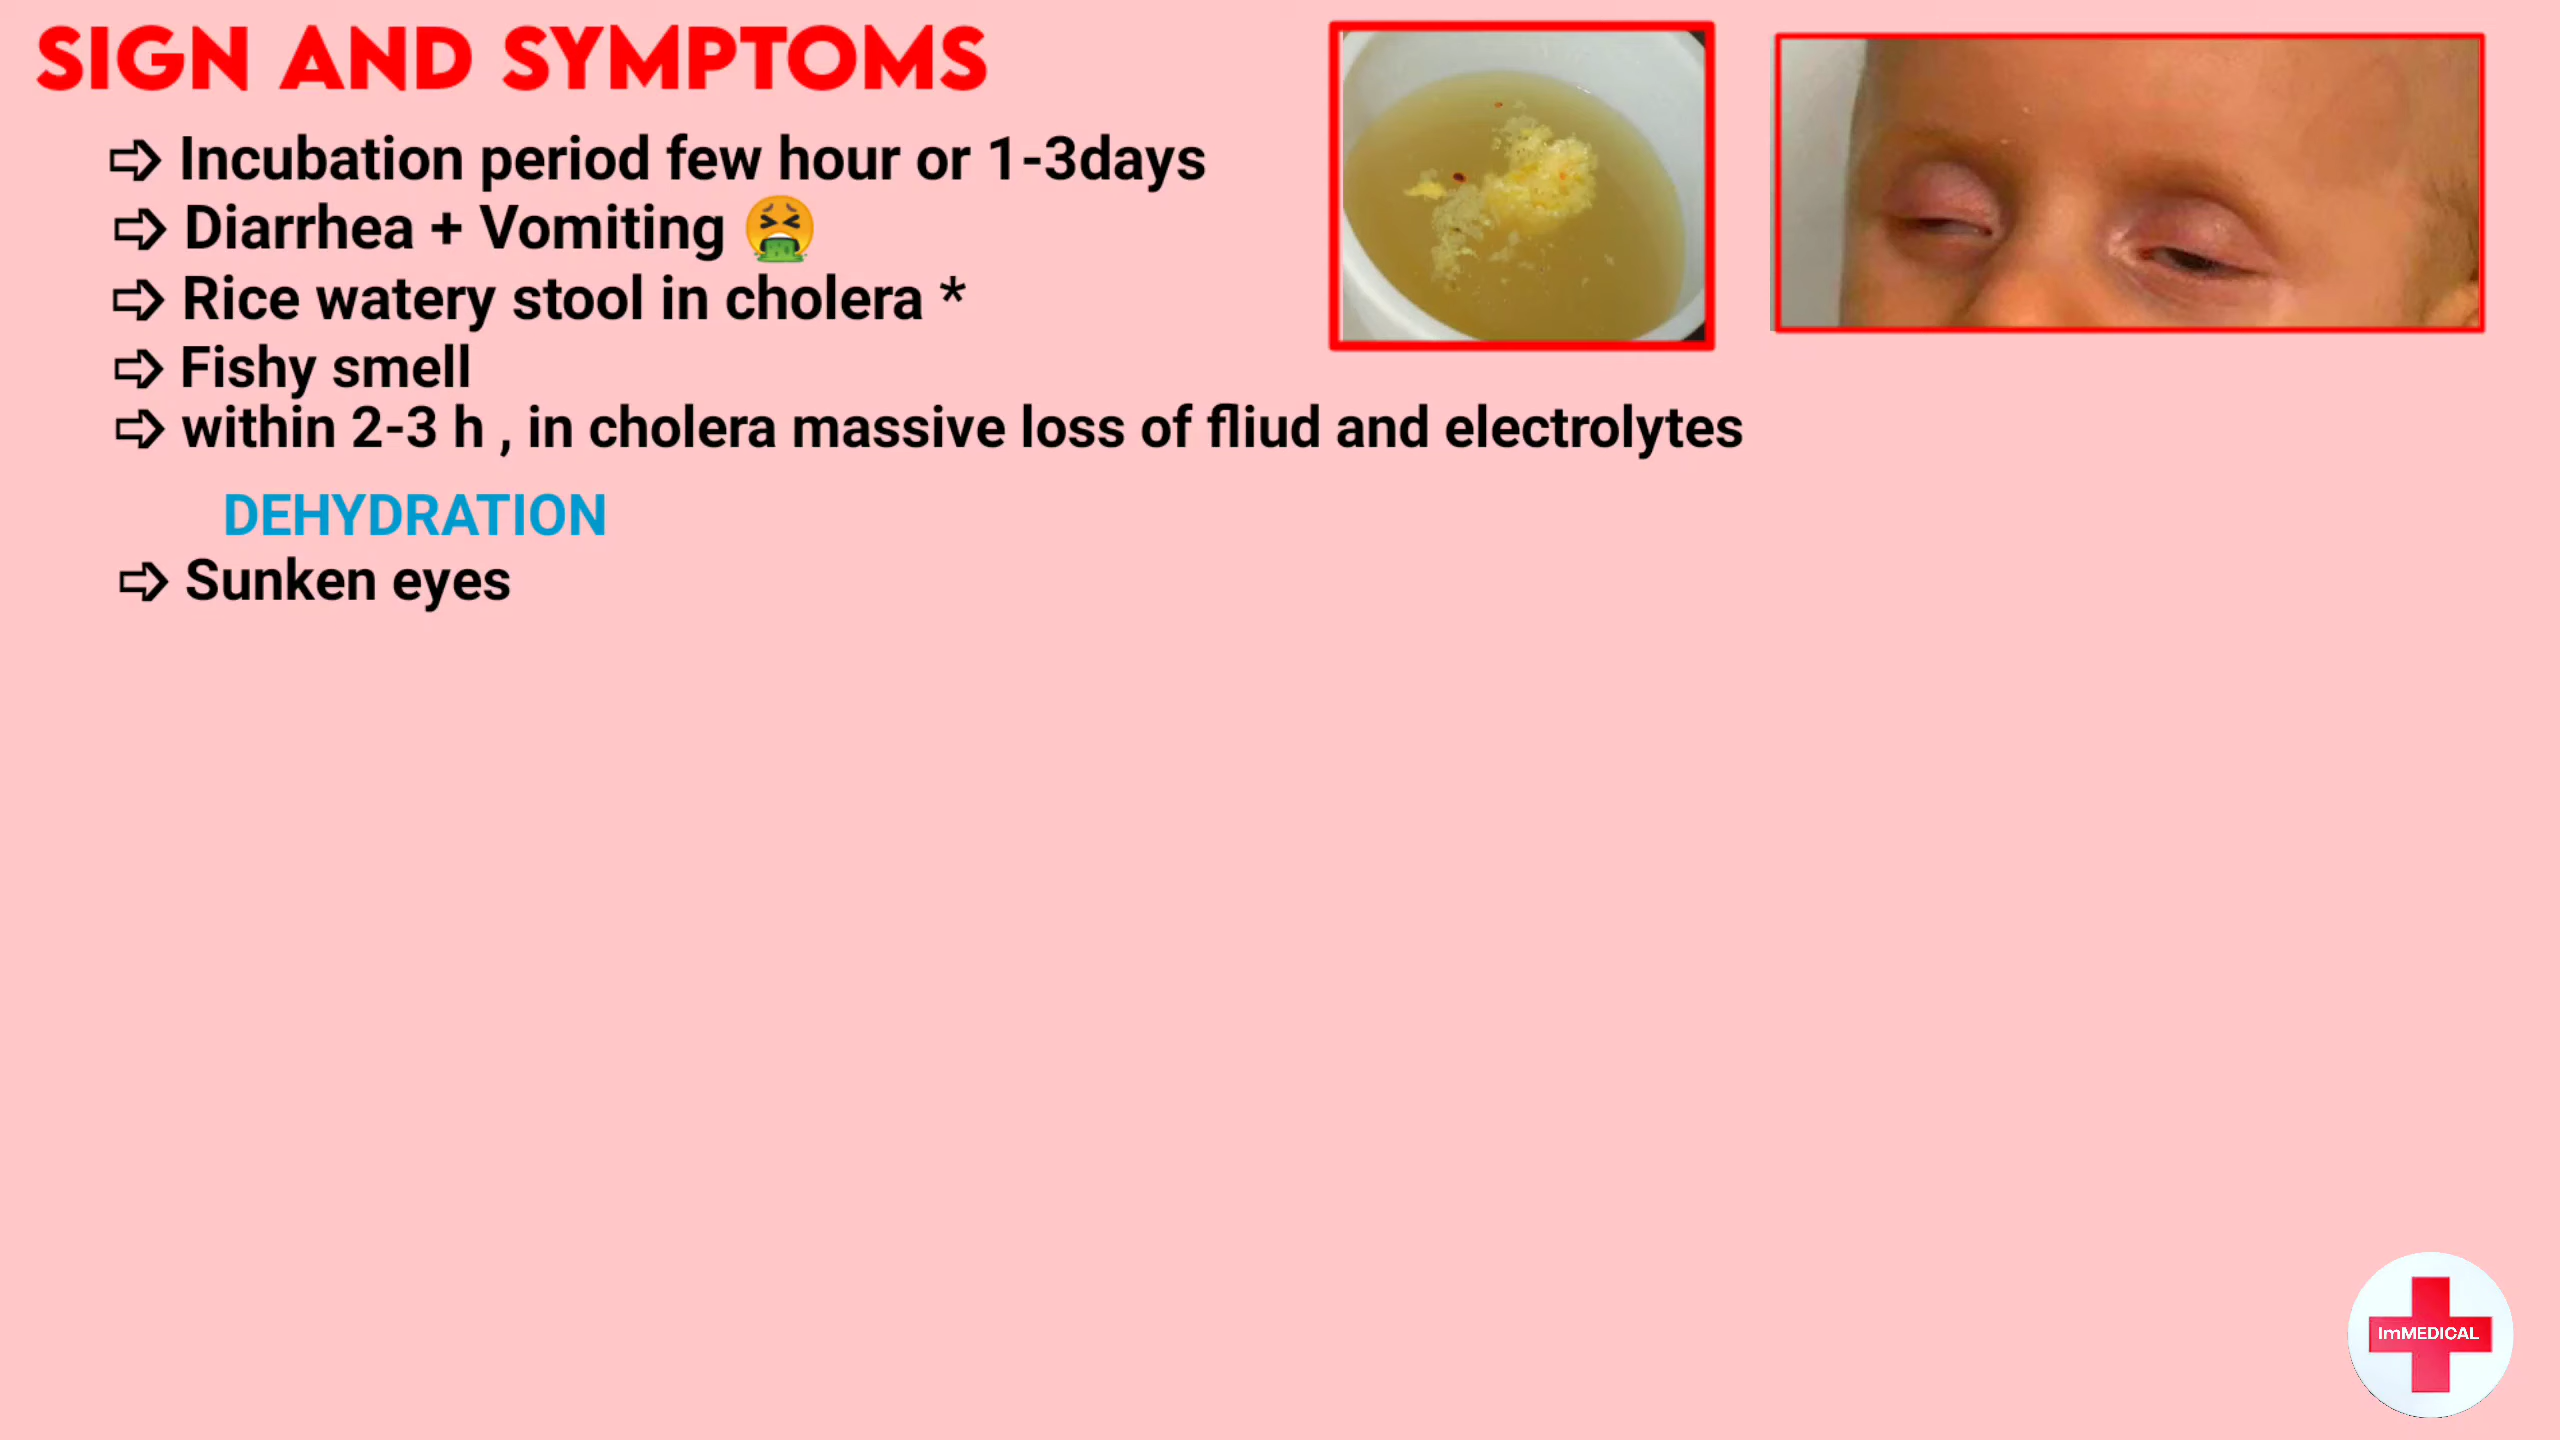 SIGN AND SYMPTOMS
➩ Incubation period few hour or 1-3days
➩ Diarrhea + Vomiting 🤮
➩ Rice watery stool in cholera *
➩ Fishy smell
➩ within 2-3 h , in cholera massive loss of fliud and electrolytes
DEHYDRATION
➩ Sunken eyes
ImMEDICAL